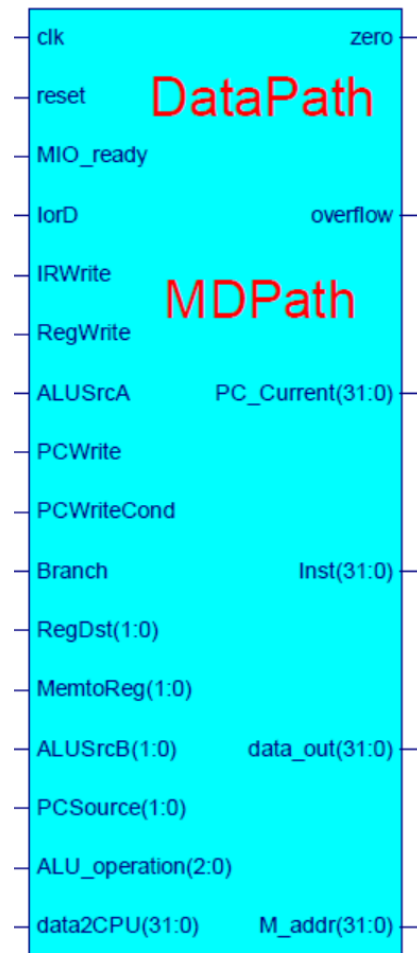 clk zero
reset DataPath
MIO_ready
IorD overflow
IRWrite MDPath
RegWrite
ALUSrcA PC_Current(31:0)
PCWrite
PCWriteCond
Branch Inst(31:0)
RegDst(1:0)
MemtoReg(1:0)
ALUSrcB(1:0) data_out(31:0)
PCSource(1:0)
ALU_operation(2:0)
data2CPU(31:0) M_addr(31:0)